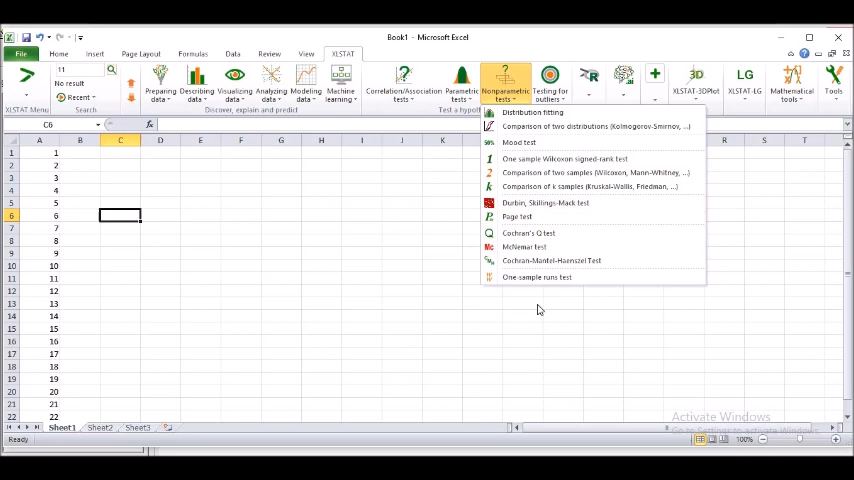 Book1 - Microsoft Excel
File Home Insert Page Layout Formulas Data Review View XLSTAT
11
No result
Recent
XLSTAT Menu
Preparing data
Describing data
Visualizing data
Analyzing data
Modeling data
Machine learning
Discover, explain and predict
Correlation/Association tests
Parametric tests
Nonparametric tests
Testing for outliers
Test a hypoth
R
XLSTAT-3DPlot
LG
XLSTAT-LG
Mathematical tools
Tools
C6
fx
Distribution fitting
Comparison of two distributions (Kolmogorov-Smirnov, ...)
50% Mood test
1 One sample Wilcoxon signed-rank test
2 Comparison of two samples (Wilcoxon, Mann-Whitney, ...)
k Comparison of k samples (Kruskal-Wallis, Friedman, ...)
Durbin, Skillings-Mack test
Page test
Q Cochran's Q test
Mc McNemar test
Cochran-Mantel-Haenszel Test
One-sample runs test
A B C D E F G H I J K R S T
1 1
2 2
3 3
4 4
5 5
6 6
7 7
8 8
9 9
10 10
11 11
12 12
13 13
14 14
15 15
16 16
17 17
18 18
19 19
20 20
21 21
22 22
Activate Windows
Go to Settings to activate Windows
Sheet1 Sheet2 Sheet3
Ready
100%